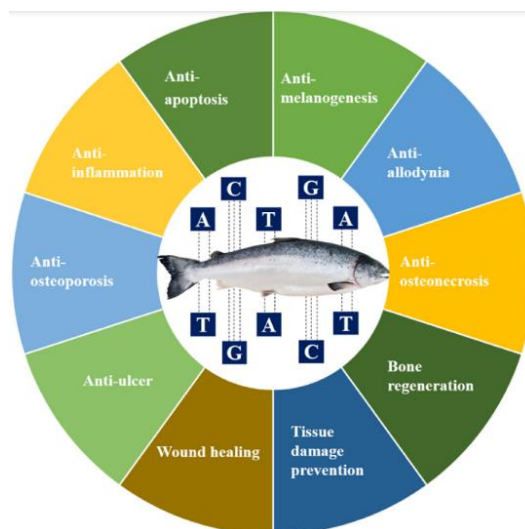 Anti-
apoptosis
Anti-
melanogenesis
Anti-
inflammation
Anti-
allodynia
C
G
A
T
A
Anti-
osteoporosis
Anti-
osteonecrosis
T
A
T
G
C
Anti-ulcer
Bone
regeneration
Wound healing
Tissue
damage
prevention